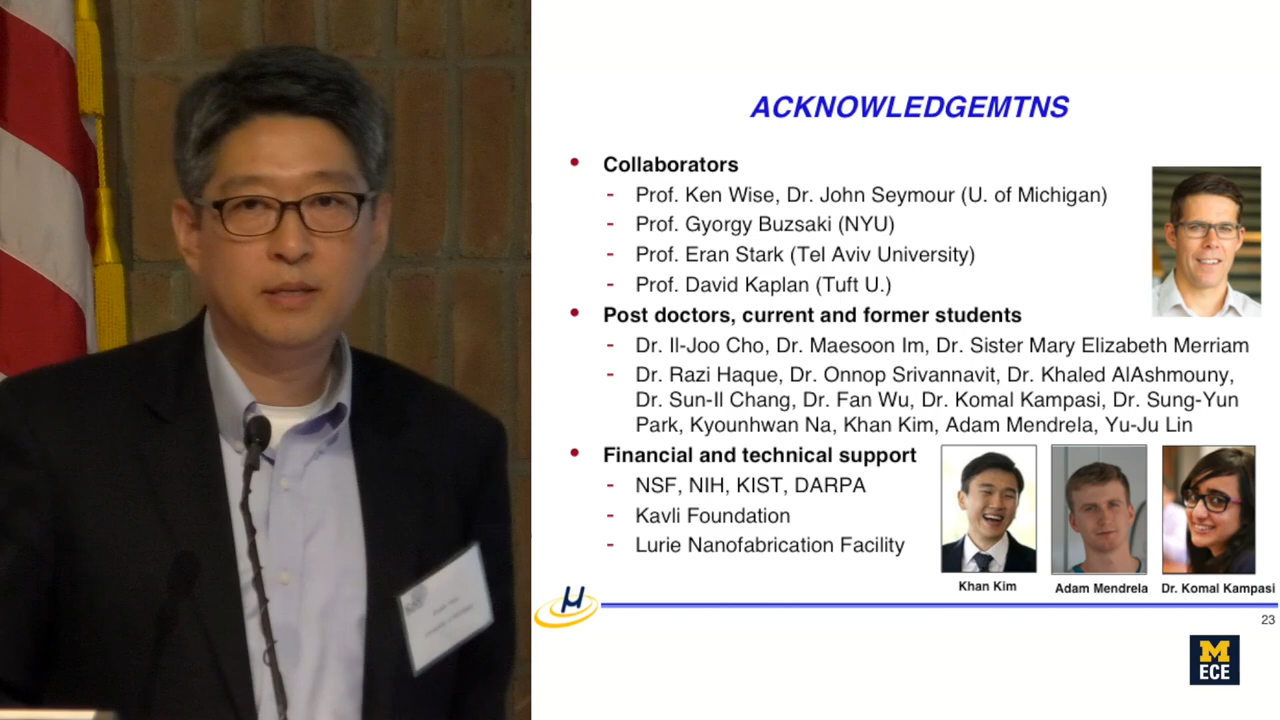 ACKNOWLEDGEMTNS
• Collaborators
- Prof. Ken Wise, Dr. John Seymour (U. of Michigan)
- Prof. Gyorgy Buzsaki (NYU)
- Prof. Eran Stark (Tel Aviv University)
- Prof. David Kaplan (Tuft U.)
• Post doctors, current and former students
- Dr. Il-Joo Cho, Dr. Maesoon Im, Dr. Sister Mary Elizabeth Merriam
- Dr. Razi Haque, Dr. Onnop Srivannavit, Dr. Khaled AlAshmouny,
Dr. Sun-Il Chang, Dr. Fan Wu, Dr. Komal Kampasi, Dr. Sung-Yun
Park, Kyounhwan Na, Khan Kim, Adam Mendrela, Yu-Ju Lin
• Financial and technical support
- NSF, NIH, KIST, DARPA
- Kavli Foundation
- Lurie Nanofabrication Facility
Khan Kim
Adam Mendrela
Dr. Komal Kampasi
μ
23
M
ECE